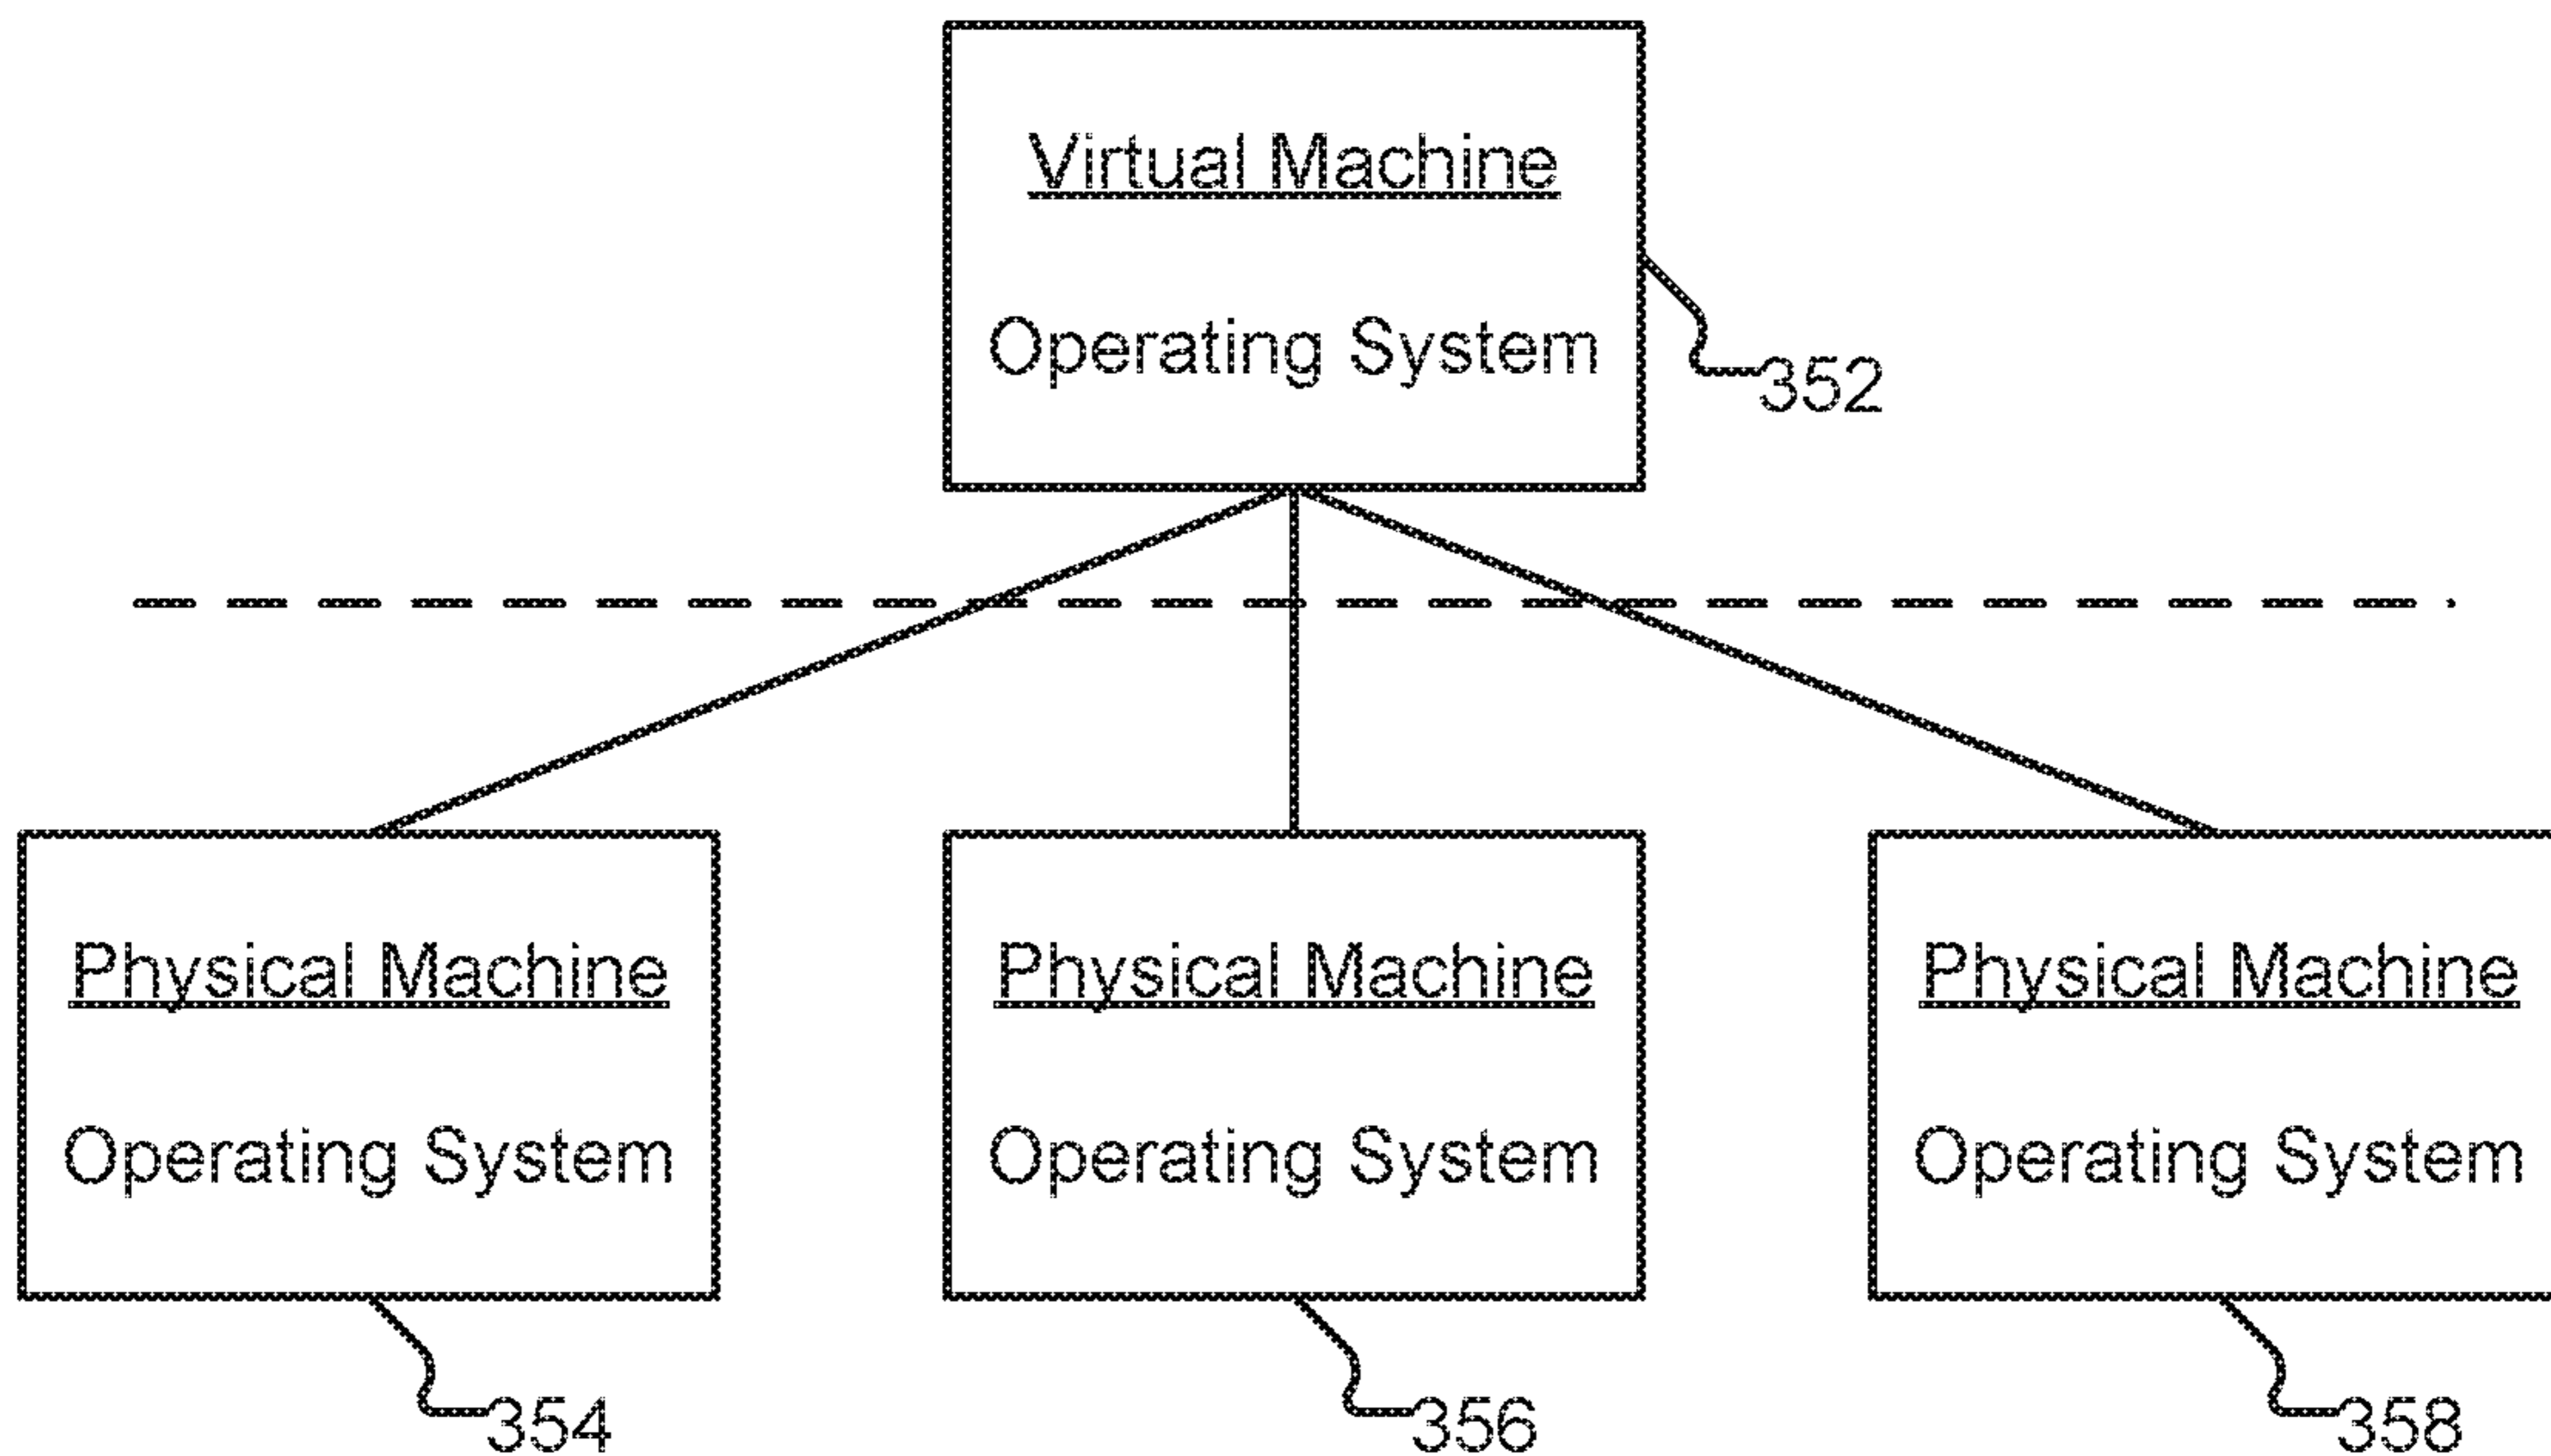 Virtual Machine
Operating System
352
Physical Machine
Operating System
354
Physical Machine
Operating System
356
Physical Machine
Operating System
358